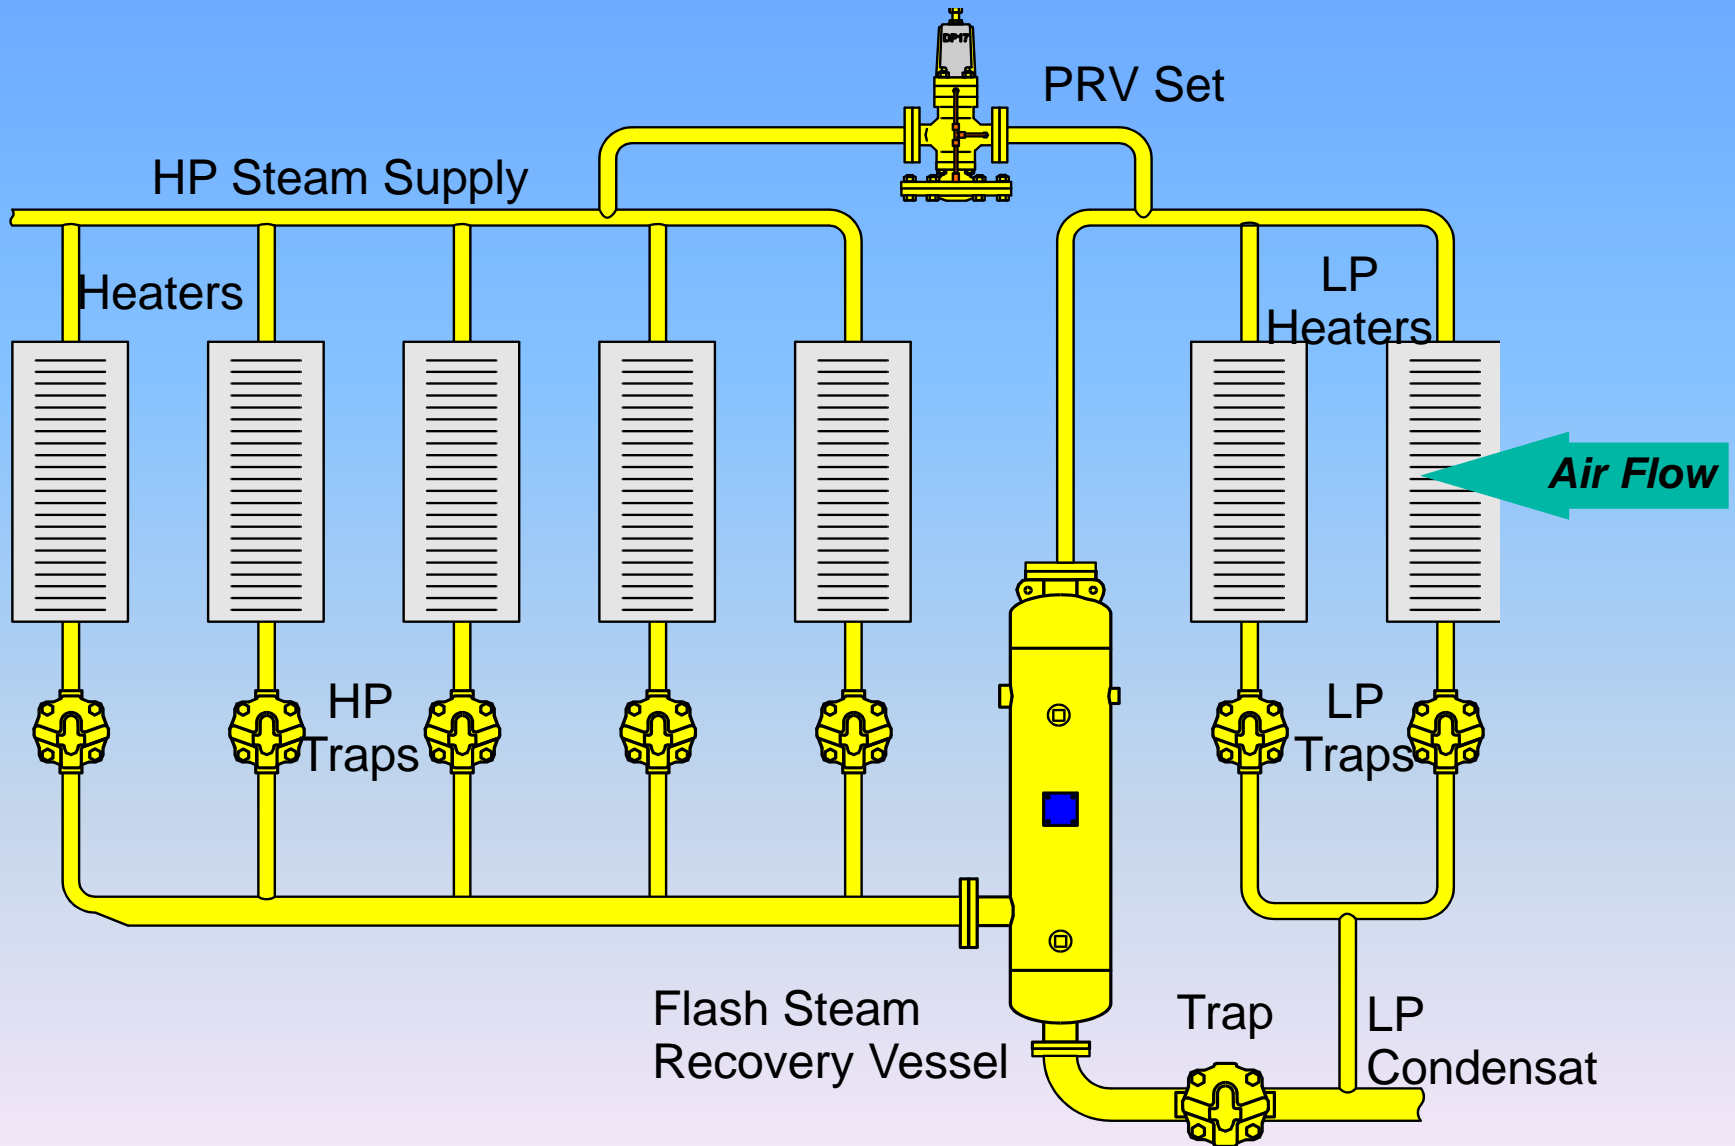 DP17
PRV Set
HP Steam Supply
Heaters
LP
Heaters
Air Flow
HP
Traps
LP
Traps
Flash Steam
Recovery Vessel
Trap
LP
Condensat